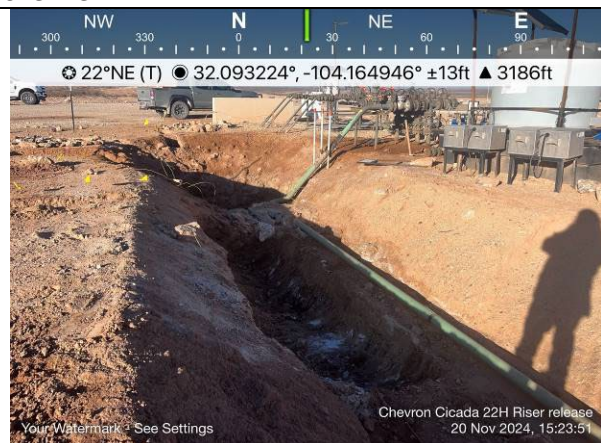 NW N NE E
300 330 0 30 60 90
22°NE (T) 32.093224°, -104.164946° ±13ft ▲ 3186ft
Chevron Cicada 22H Riser release
Your Watermark - See Settings 20 Nov 2024, 15:23:51